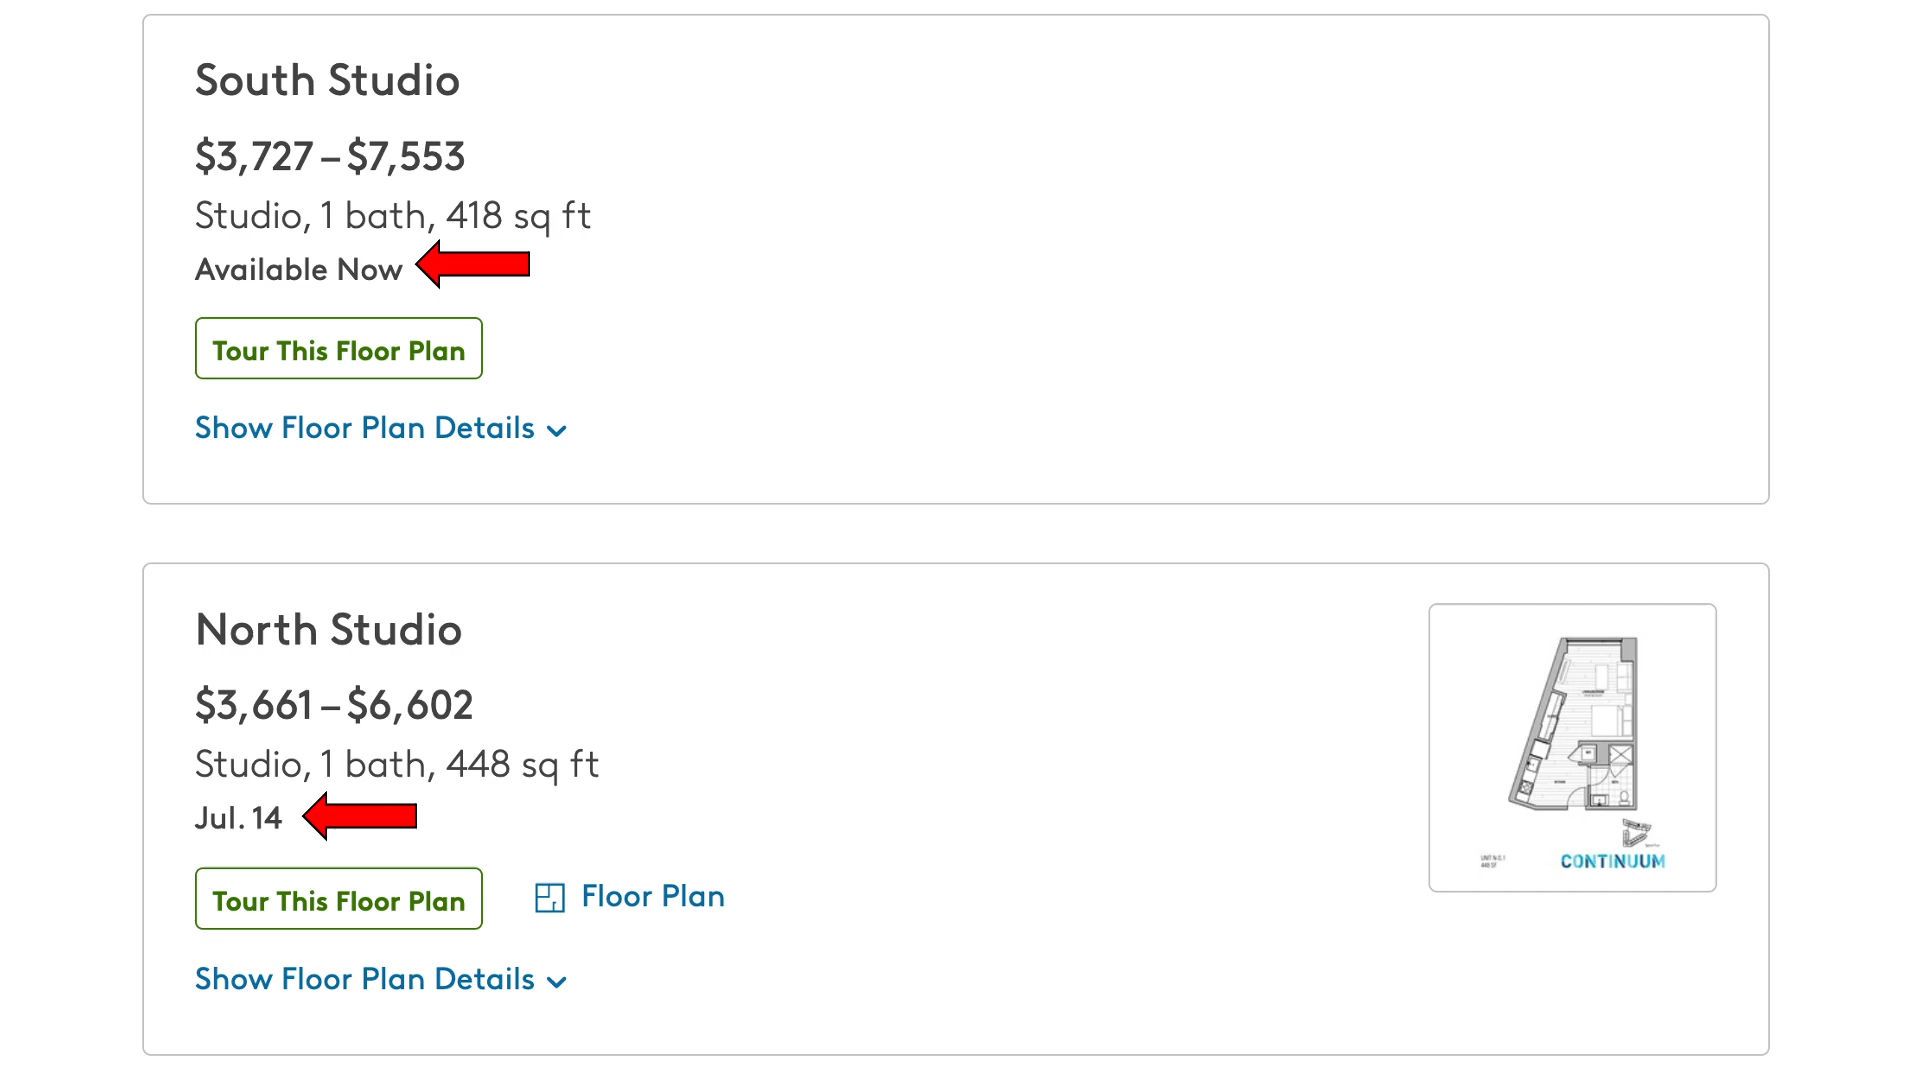 South Studio
$3,727 – $7,553
Studio, 1 bath, 418 sq ft
Available Now
Tour This Floor Plan
Show Floor Plan Details
North Studio
$3,661 – $6,602
Studio, 1 bath, 448 sq ft
Jul. 14
Tour This Floor Plan
Floor Plan
Show Floor Plan Details
448 SF
CONTINUUM